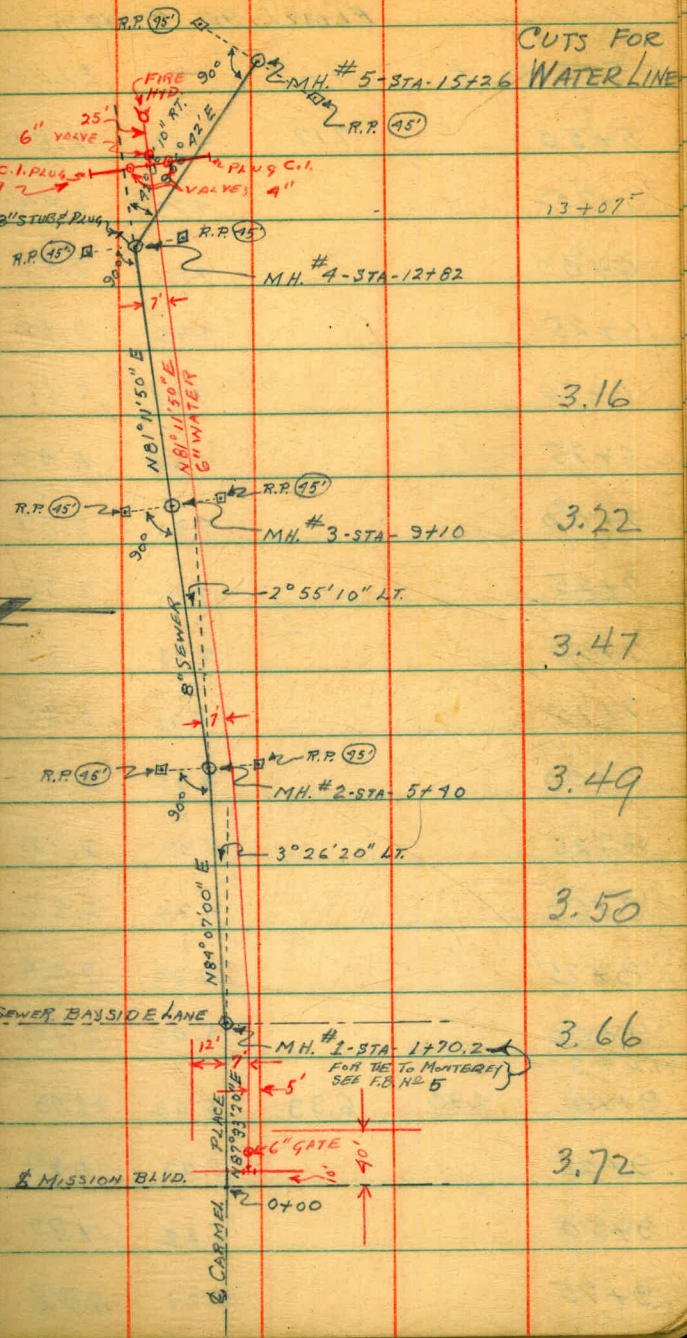 R.P. 45'
CUTS FOR
WATER LINE
90°
MH. # 5-STA-15+26
R.P. 45'
FIRE
HYD.
25'
6"
VALVE
10" RT.
42' E
C.I. PLUG
PLUG C.I.
VALVES 4"
13+07
STUB & PLUG
R.P. 45'
R.P. 45'
90°
MH. # 4-STA-12+82
7'
N81°11'50" E
N81°11'50" E
6" WATER
3.16
R.P. 45'
R.P. 45'
90°
MH. # 3-STA-9+10
3.22
2°55'10" LT.
8" SEWER
3.47
7'
R.P. 45'
R.P. 45'
90°
MH. # 2-STA-5+40
3.49
3°26'20" LT.
N84°07'00" E
3.50
SEWER BAYSIDE LANE
MH. # 1-STA-1+70.2
FOR TIE TO MONTEREY
SEE F.B. No 5
3.66
12'
7'
5'
N87°33'20" E
6" GATE
40'
10'
℄ MISSION BLVD.
3.72
0+00
℄ CARMEL PLACE